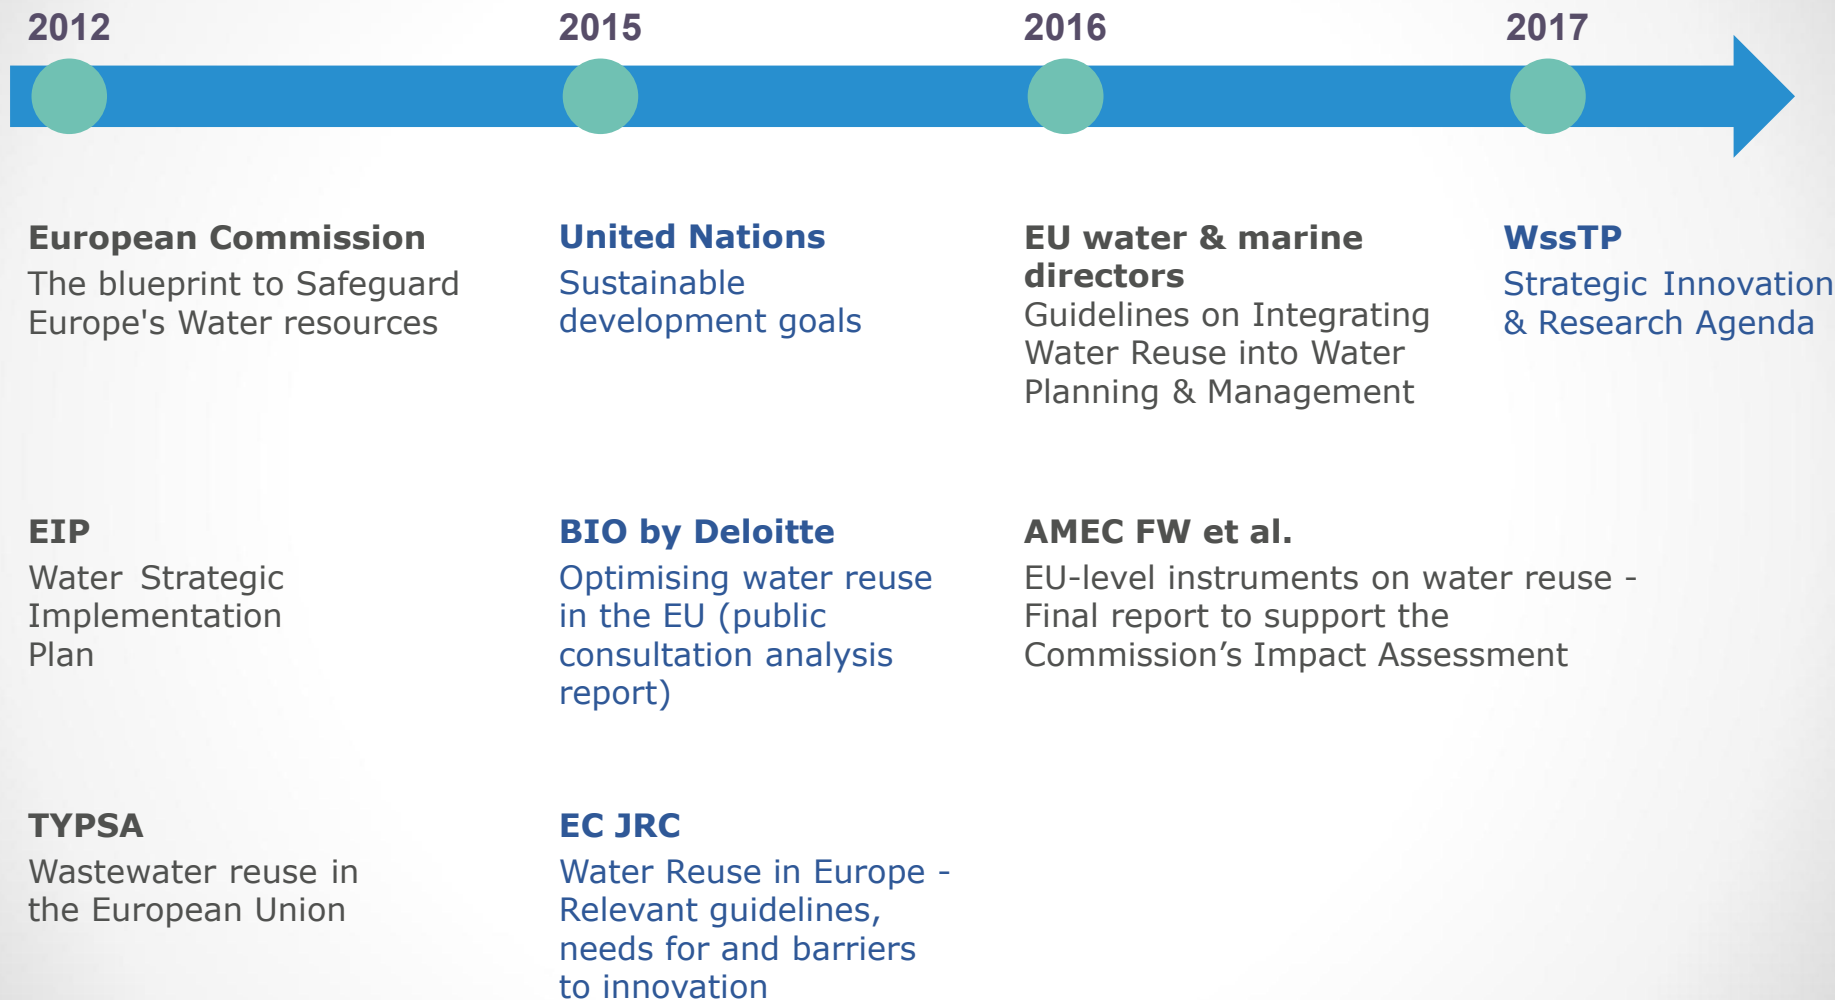 2012
2015
2016
2017
European Commission
The blueprint to Safeguard
Europe's Water resources
United Nations
Sustainable
development goals
EU water & marine
directors
Guidelines on Integrating
Water Reuse into Water
Planning & Management
WssTP
Strategic Innovation
& Research Agenda
EIP
Water Strategic
Implementation
Plan
BIO by Deloitte
Optimising water reuse
in the EU (public
consultation analysis
report)
AMEC FW et al.
EU-level instruments on water reuse -
Final report to support the
Commission’s Impact Assessment
TYPSA
Wastewater reuse in
the European Union
EC JRC
Water Reuse in Europe -
Relevant guidelines,
needs for and barriers
to innovation